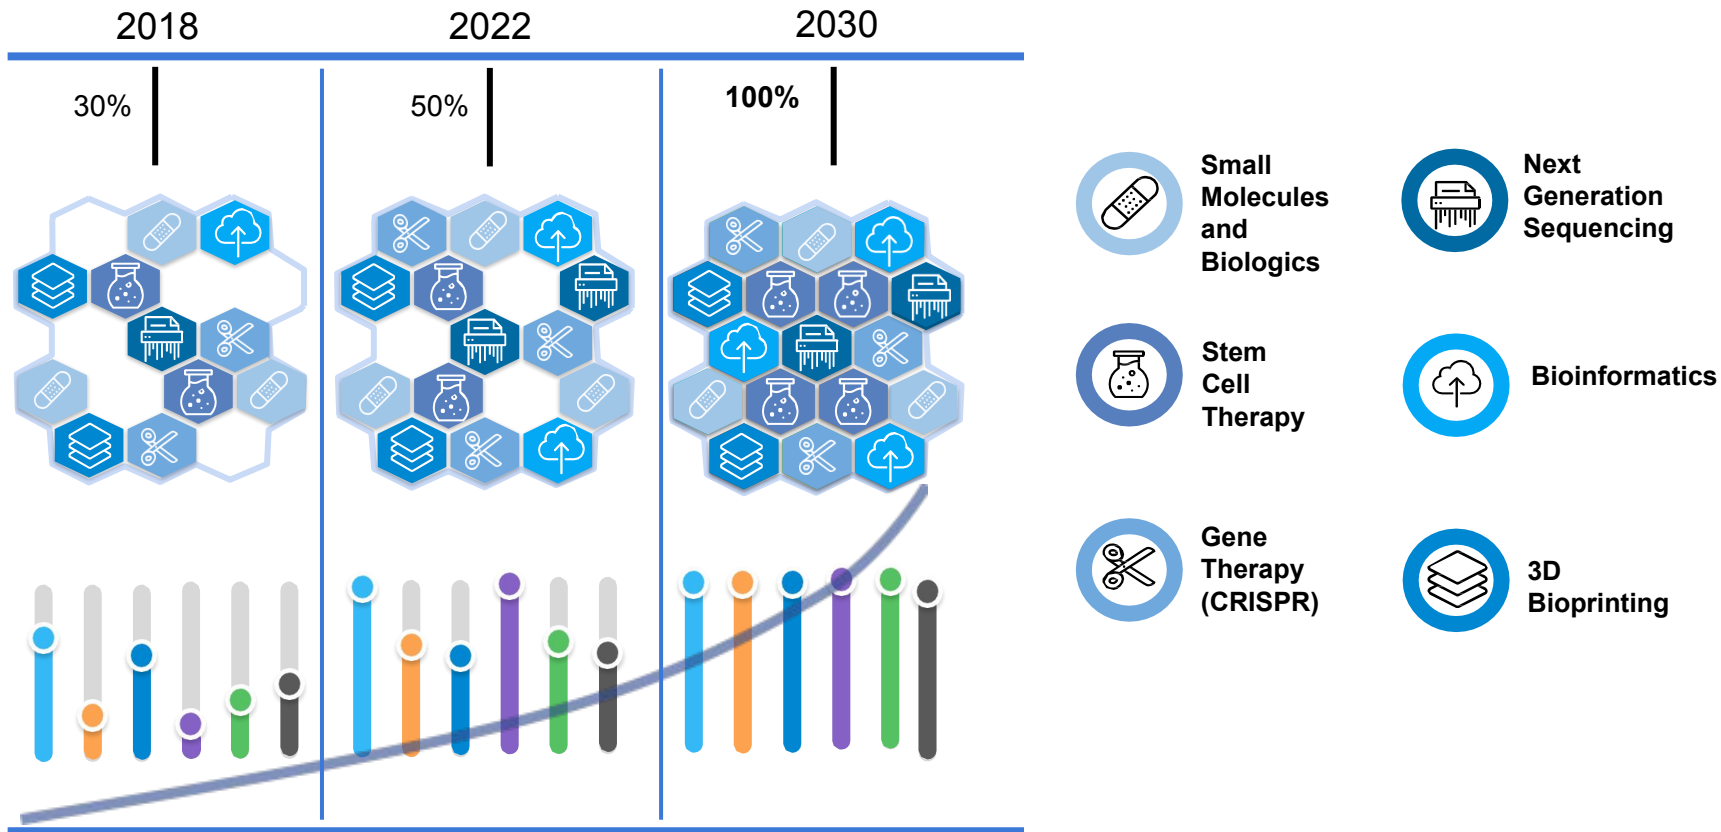 2018
2022
2030
30%
50%
100%
Small
Molecules
and
Biologics
Next
Generation
Sequencing
Stem
Cell
Therapy
Bioinformatics
Gene
Therapy
(CRISPR)
3D
Bioprinting